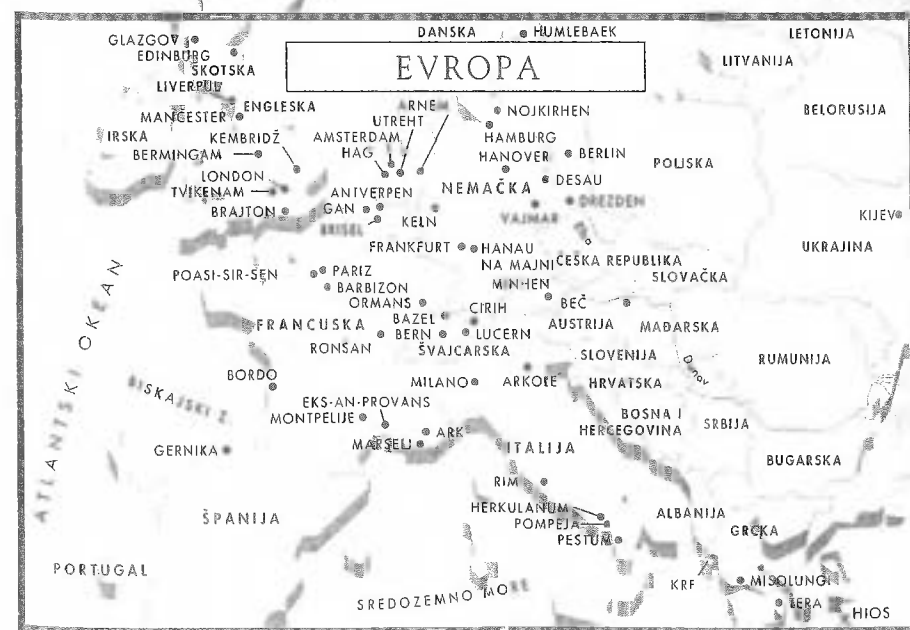 EVROPA
DANSKA
HUMLEBAEK
LETONIJA
GLAZGOV
EDINBURG
SKOTSKA
LITVANIJA
LIVERPUL
ENGLESKA
MANČESTER
UTREHT
NOJKIRHEN
BELORUSIJA
IRSKA
KEMBRIDŽ
AMSTERDAM
HAMBURG
BERMINGAM
HAG
HANOVER
BERLIN
POLJSKA
LONDON
TVIKENAM
ANTVERPEN
NEMAČKA
DESAU
BRAJTON
GAN
KELN
VAJMAR
DREZDEN
BRISEL
KIJEV
FRANKFURT
HANAU
NA MAJNI
ČEŠKA REPUBLIKA
UKRAJINA
POASI-SIR-SEN
PARIZ
BARBIZON
MINHEN
SLOVAČKA
ORMANS
CIRIH
BEČ
FRANCUSKA
BAZEL
AUSTRIJA
MAĐARSKA
RONSAN
BERN
LUCERN
ŠVAJCARSKA
SLOVENIJA
RUMUNIJA
BORDO
MILANO
ARKOLE
HRVATSKA
Dunav
ATLANTSKI OKEAN
BISKAJSKI Z.
EKS-AN-PROVANS
MONTPELIJE
BOSNA I
HERCEGOVINA
SRBIJA
ARK
MARSELJ
GERNIKA
ITALIJA
BUGARSKA
RIM
HERKULANUM
POMPEJA
PESTUM
ALBANIJA
GRČKA
ŠPANIJA
PORTUGAL
SREDOZEMNO MORE
KRF
MISOLUNGI
HIOS